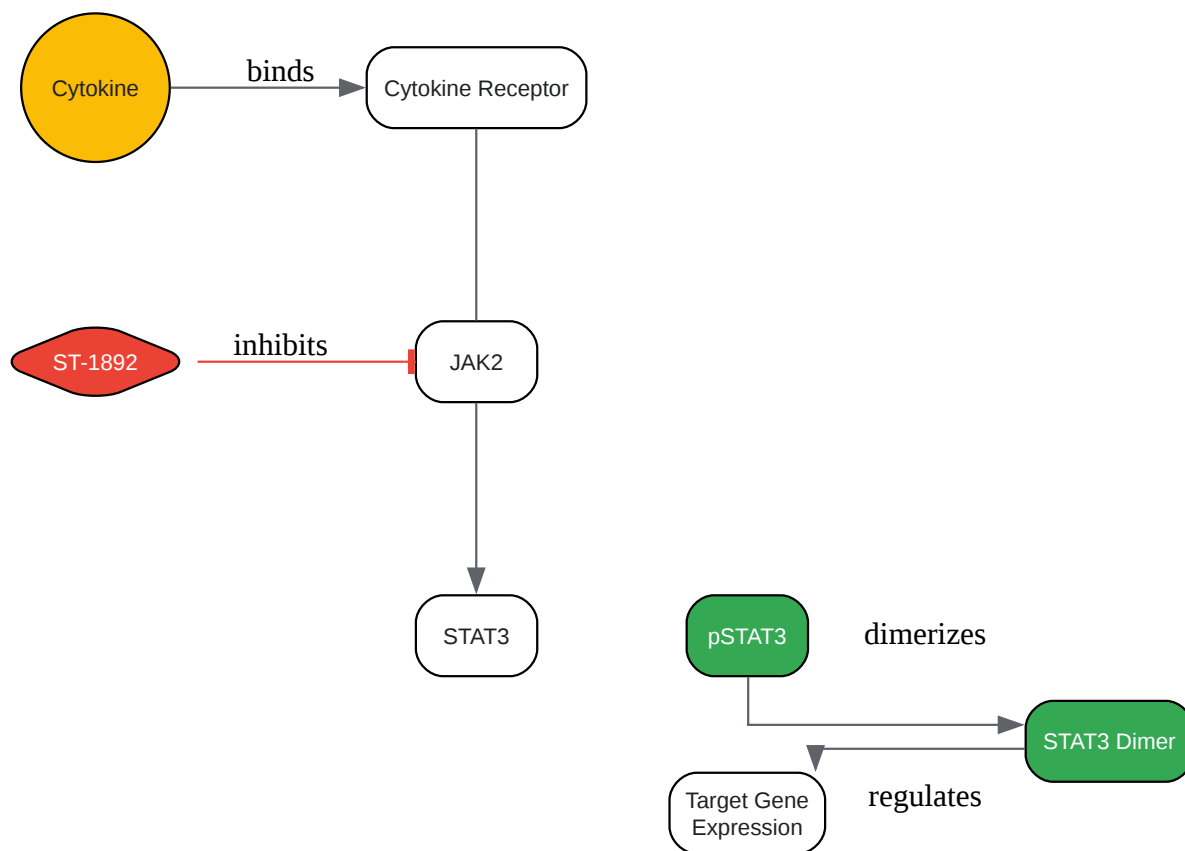 Cytokine
binds
Cytokine Receptor
ST-1892
inhibits
JAK2
STAT3
pSTAT3
dimerizes
STAT3 Dimer
Target Gene
Expression
regulates